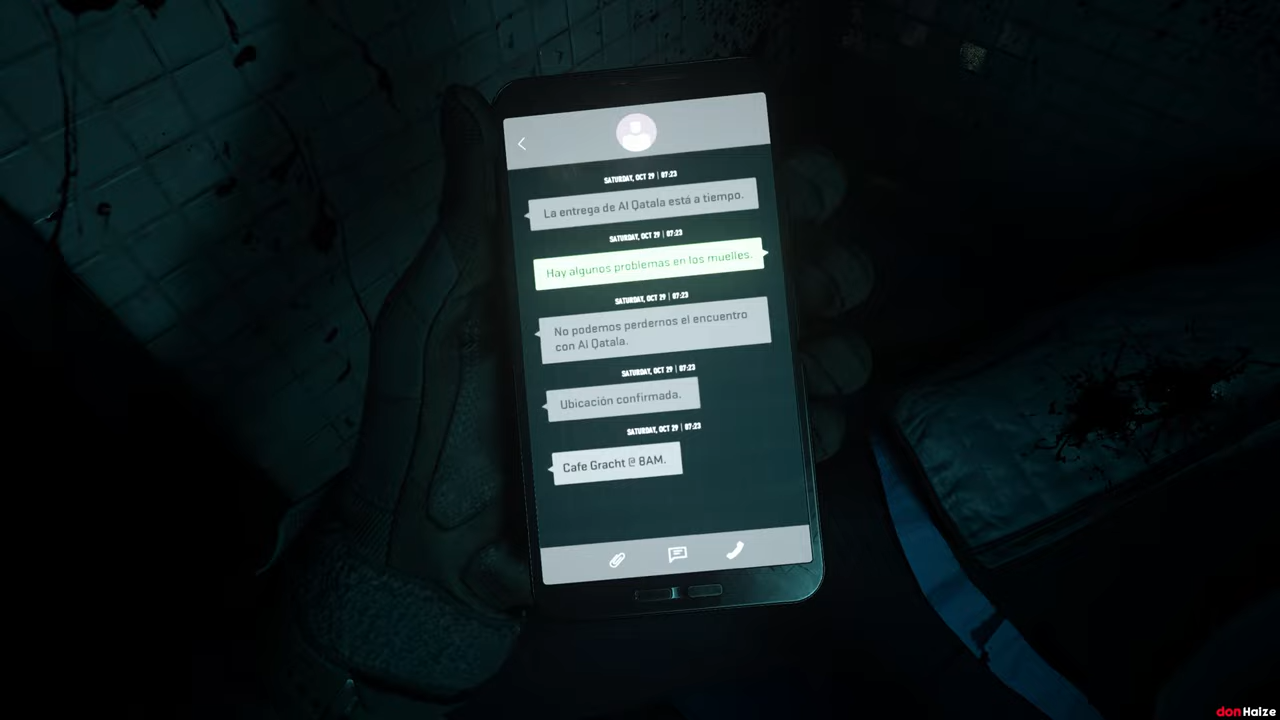 SATURDAY, OCT 29 | 07:23
La entrega de Al Qatala está a tiempo.
SATURDAY, OCT 29 | 07:23
Hay algunos problemas en los muelles.
SATURDAY, OCT 29 | 07:23
No podemos perdernos el encuentro
con Al Qatala.
SATURDAY, OCT 29 | 07:23
Ubicación confirmada.
SATURDAY, OCT 29 | 07:23
Cafe Gracht @ 8AM.
donHaize